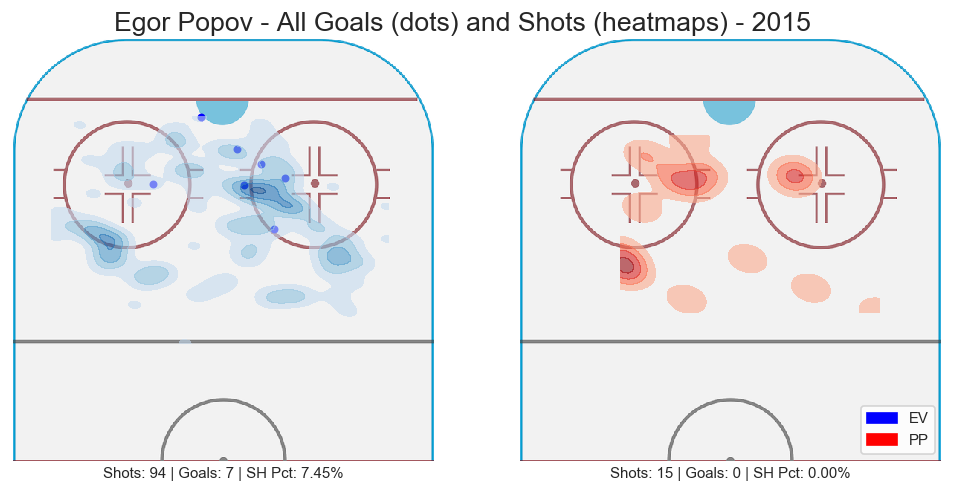 Egor Popov - All Goals (dots) and Shots (heatmaps) - 2015
EV
PP
Shots: 94 | Goals: 7 | SH Pct: 7.45%
Shots: 15 | Goals: 0 | SH Pct: 0.00%